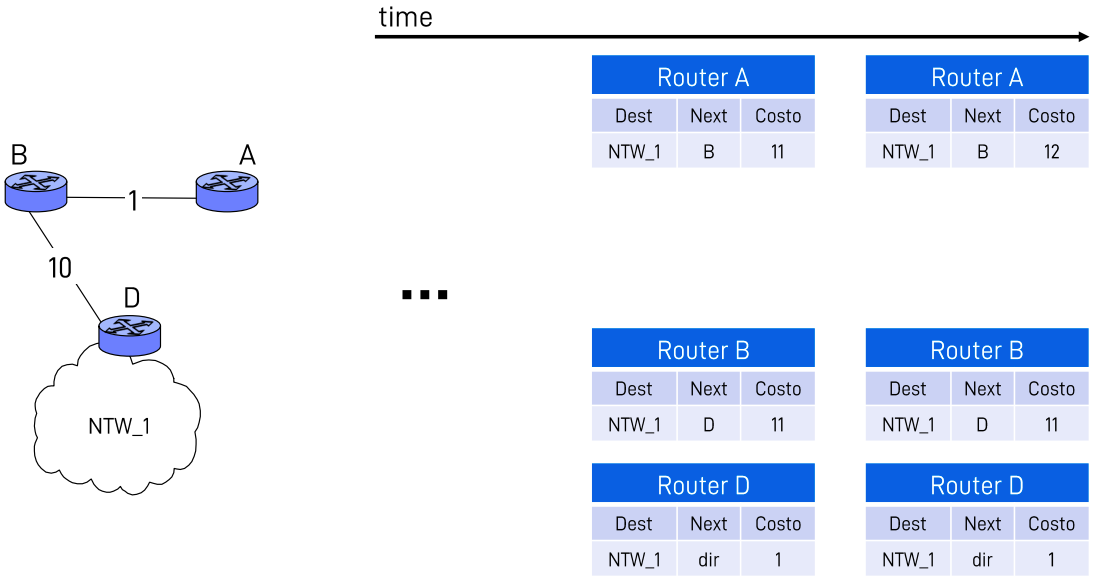 time
Router A
Dest Next Costo
NTW_1 B 11
Router A
Dest Next Costo
NTW_1 B 12
B
A
1
10
D
NTW_1
...
Router B
Dest Next Costo
NTW_1 D 11
Router B
Dest Next Costo
NTW_1 D 11
Router D
Dest Next Costo
NTW_1 dir 1
Router D
Dest Next Costo
NTW_1 dir 1